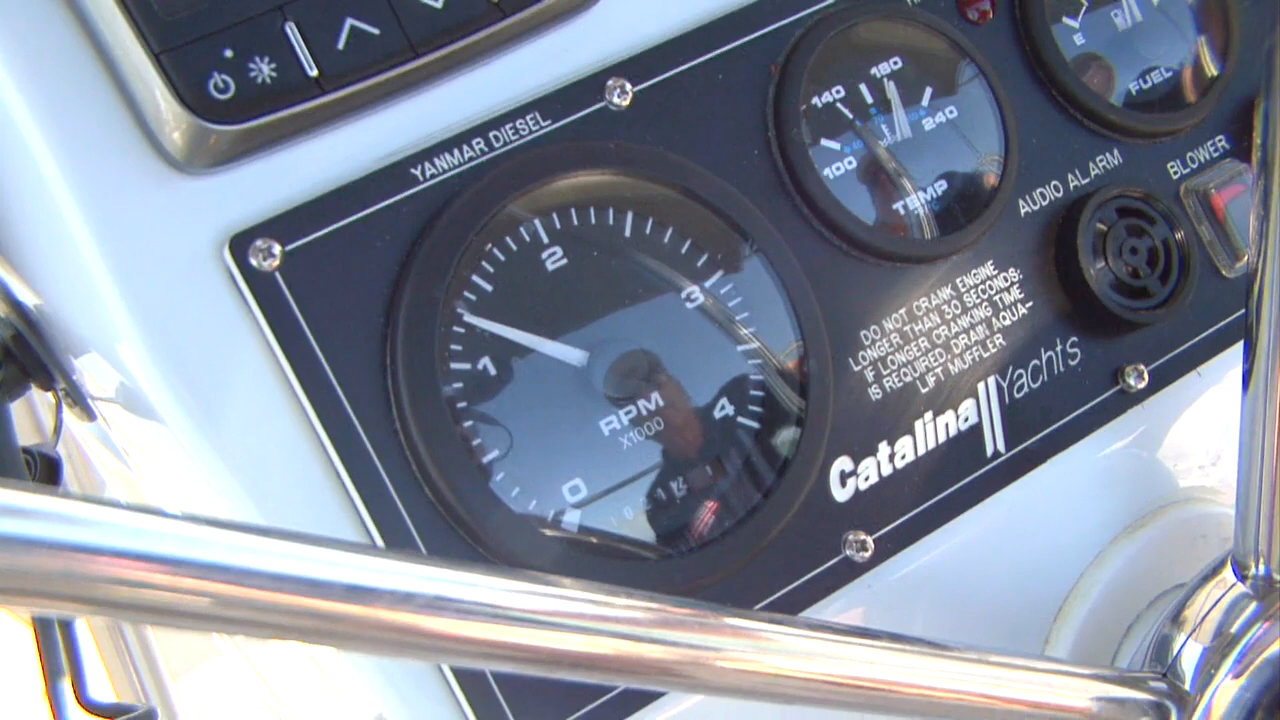 YANMAR DIESEL
140
180
240
100
TEMP
E
FUEL
AUDIO ALARM
BLOWER
2
3
1
4
0
RPM
X1000
DO NOT CRANK ENGINE
LONGER THAN 30 SECONDS:
IF LONGER CRANKING TIME
IS REQUIRED, DRAIN AQUA-
LIFT MUFFLER
Catalina Yachts